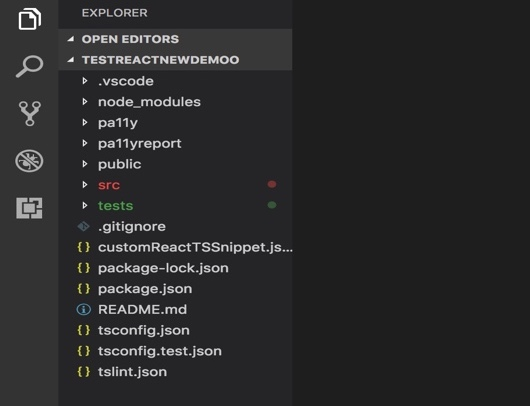 EXPLORER
OPEN EDITORS
TESTREACTNEWDEMOO
.vscode
node_modules
pa11y
pa11yreport
public
src
tests
.gitignore
customReactTSSnippet.js...
package-lock.json
package.json
README.md
tsconfig.json
tsconfig.test.json
tslint.json